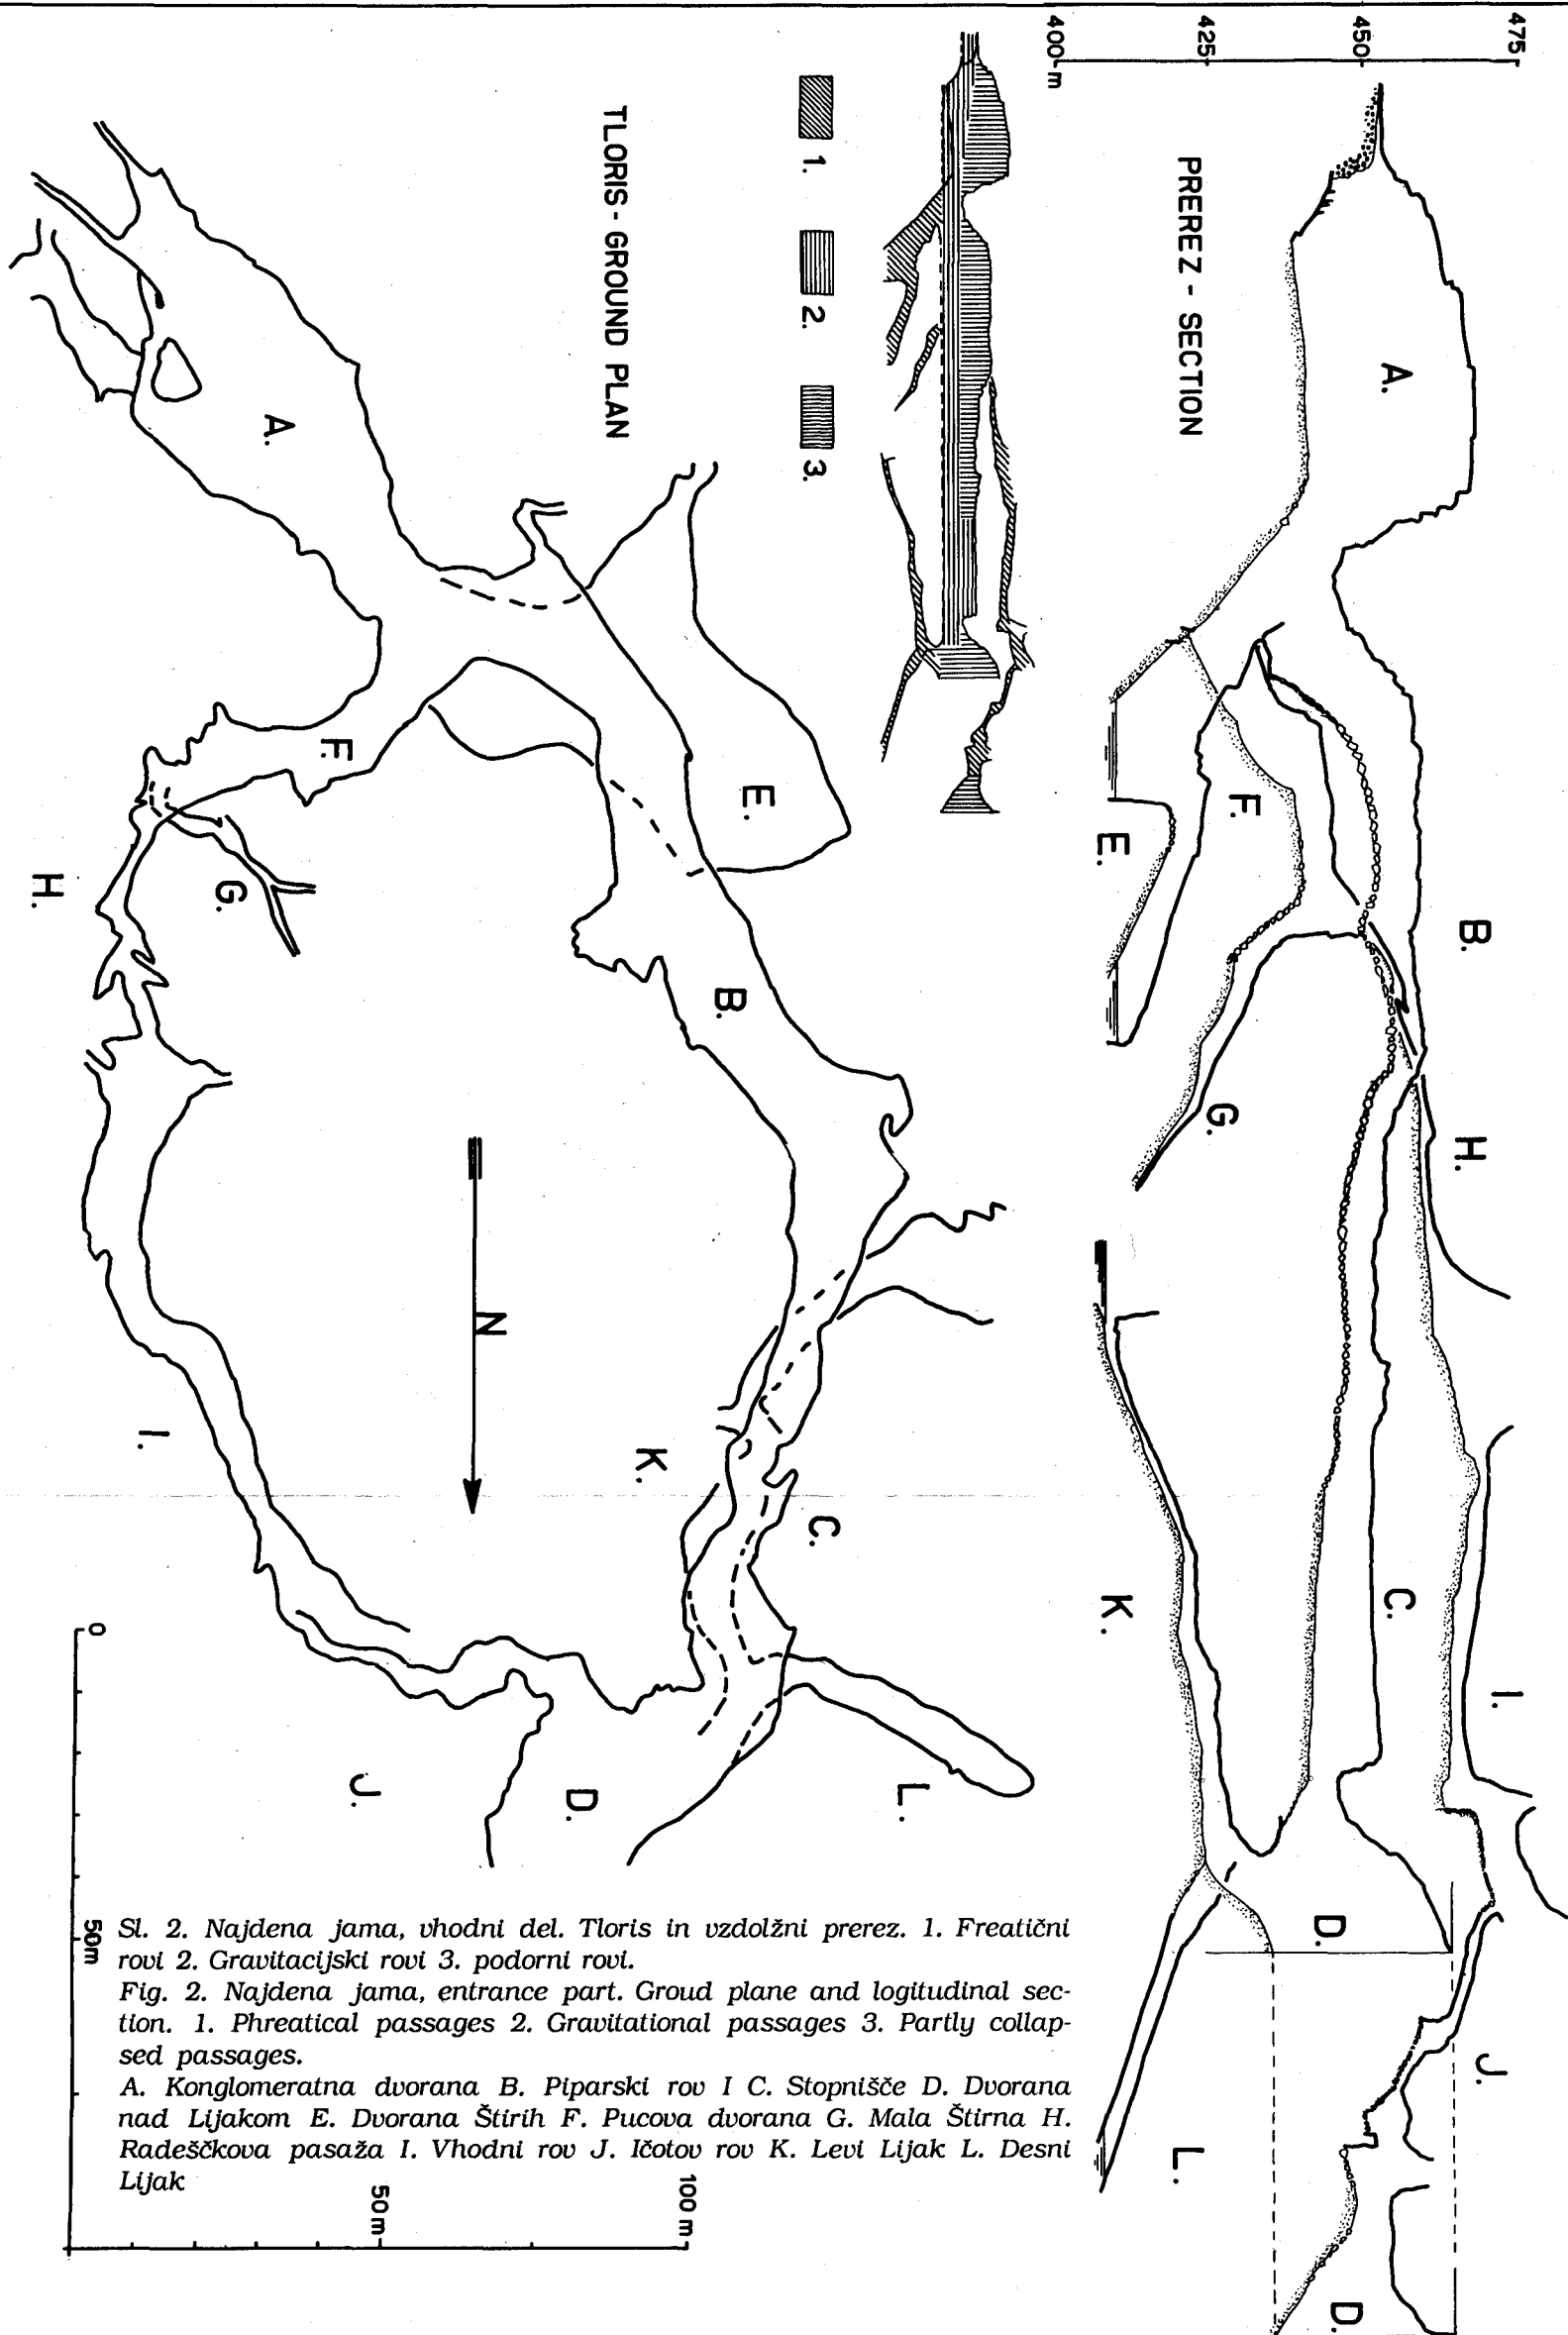 475
450
425
400 m
PREREZ - SECTION
A.
B.
F.
E.
H.
G.
C.
I.
K.
D.
J.
L.
D.
1.
2.
3.
TLORIS - GROUND PLAN
A.
E.
F.
B.
H.
G.
N
I.
K.
C.
J.
D.
L.
0
50m
50m
100 m
Sl. 2. Najdena jama, vhodni del. Tloris in vzdolžni prerez. 1. Freatični
rovi 2. Gravitacijski rovi 3. podorni rovi.
Fig. 2. Najdena jama, entrance part. Groud plane and logitudinal sec-
tion. 1. Phreatical passages 2. Gravitational passages 3. Partly collap-
sed passages.
A. Konglomeratna dvorana B. Piparski rov I C. Stopnišče D. Dvorana
nad Lijakom E. Dvorana Štirih F. Pucova dvorana G. Mala Štirna H.
Radeščkova pasaža I. Vhodni rov J. Ičotov rov K. Levi Lijak L. Desni
Lijak